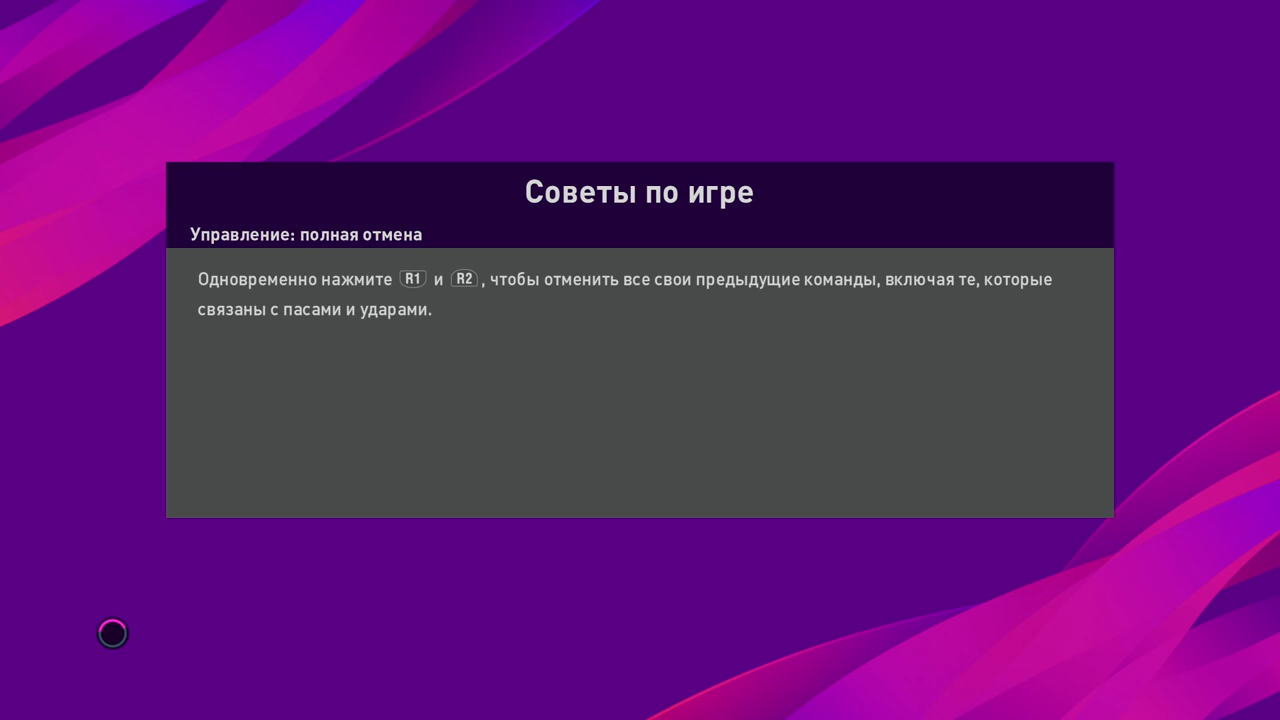 Советы по игре
Управление: полная отмена
Одновременно нажмите R1 и R2, чтобы отменить все свои предыдущие команды, включая те, которые
связаны с пасами и ударами.